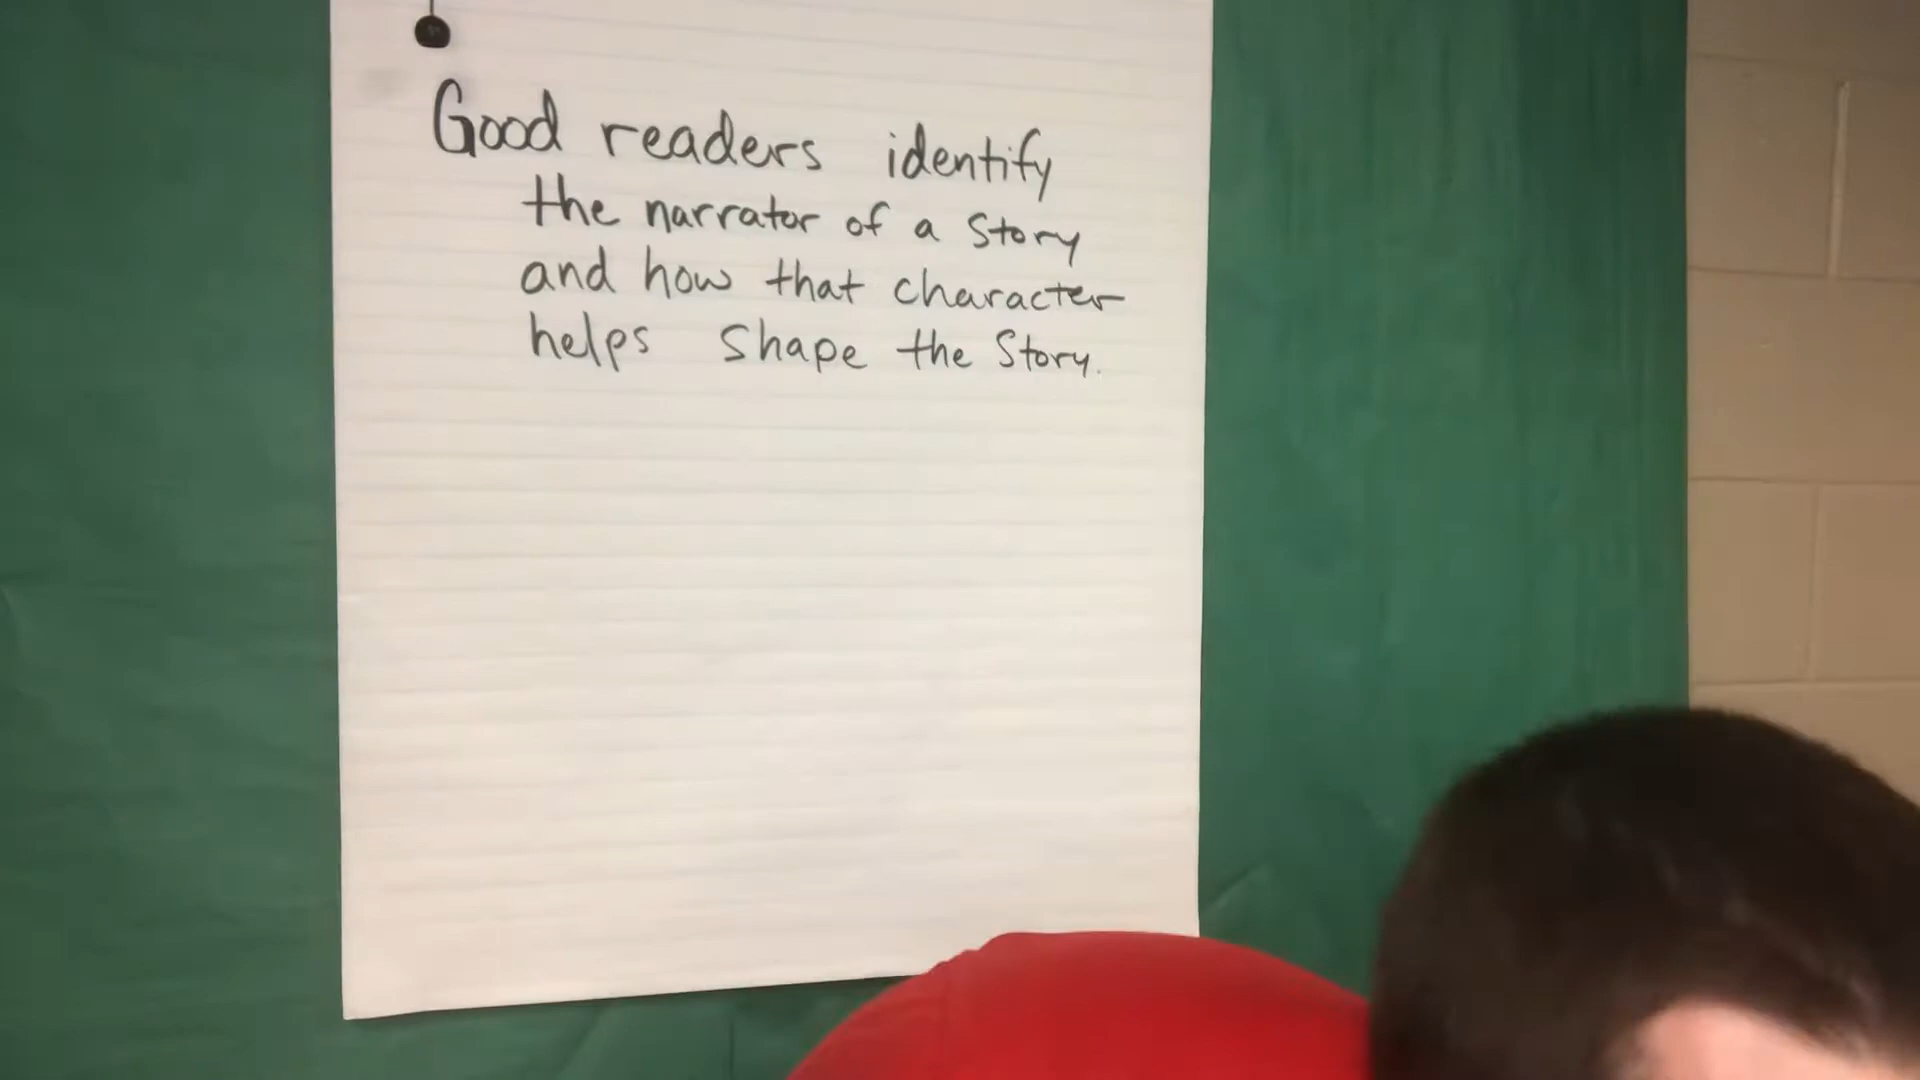 Good readers identify
the narrator of a Story
and how that character
helps shape the Story.